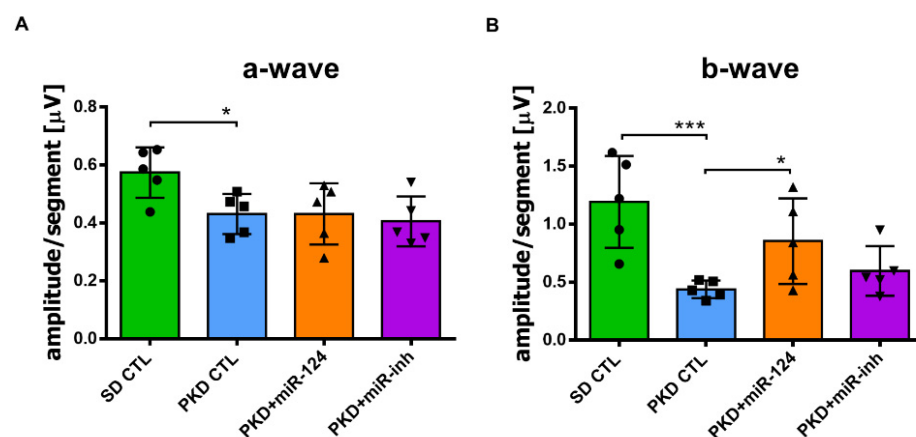 A
a-wave
amplitude/segment [μV]
0.8
0.6
0.4
0.2
0.0
*
SD CTL
PKD CTL
PKD+miR-124
PKD+miR-inh
B
b-wave
amplitude/segment [μV]
2.0
1.5
1.0
0.5
0.0
***
*
SD CTL
PKD CTL
PKD+miR-124
PKD+miR-inh